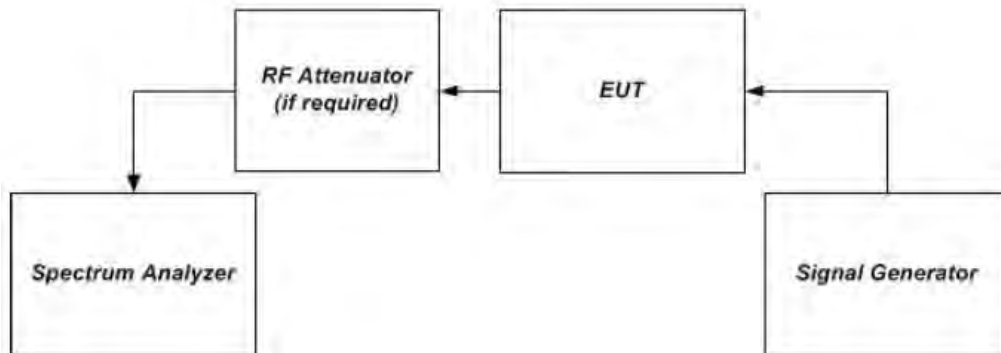 RF Attenuator
(if required)
EUT
Spectrum Analyzer
Signal Generator